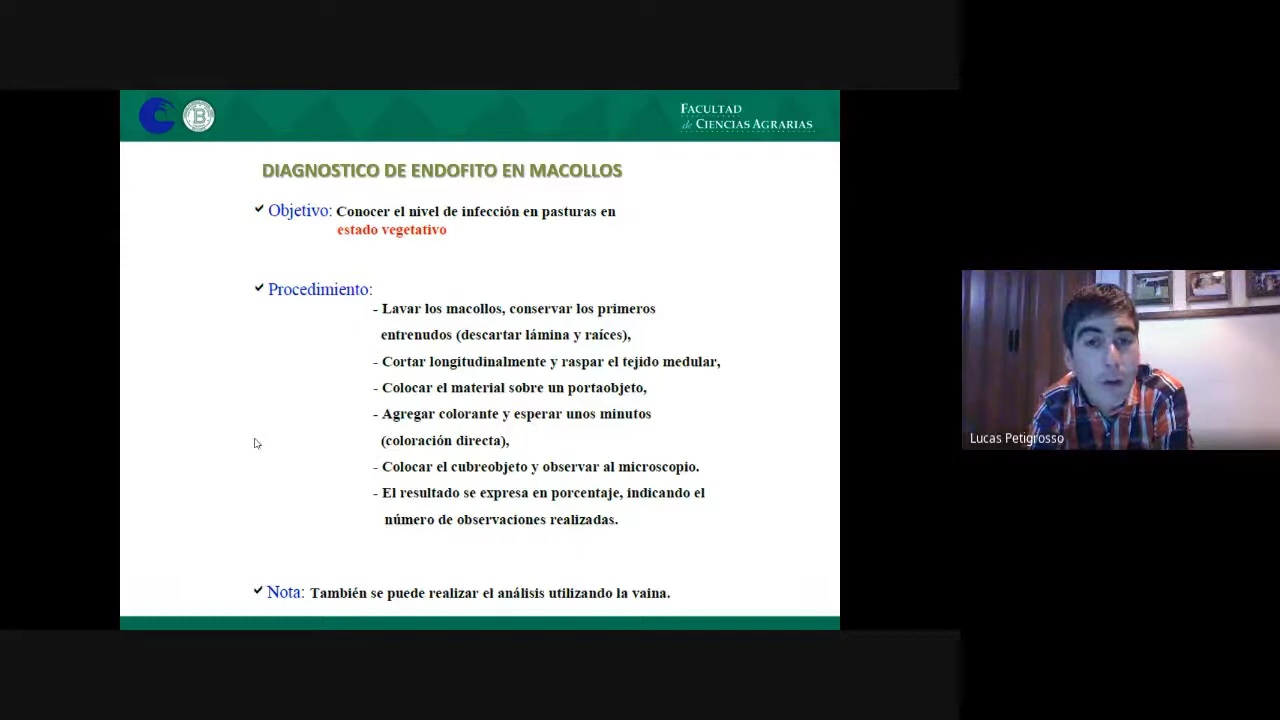 FACULTAD
de CIENCIAS AGRARIAS
DIAGNOSTICO DE ENDOFITO EN MACOLLOS
Objetivo: Conocer el nivel de infección en pasturas en
estado vegetativo
Procedimiento:
- Lavar los macollos, conservar los primeros
entrenudos (descartar lámina y raíces),
- Cortar longitudinalmente y raspar el tejido medular,
- Colocar el material sobre un portaobjeto,
- Agregar colorante y esperar unos minutos
(coloración directa),
- Colocar el cubreobjeto y observar al microscopio.
- El resultado se expresa en porcentaje, indicando el
número de observaciones realizadas.
Nota: También se puede realizar el análisis utilizando la vaina.
Lucas Petigrosso